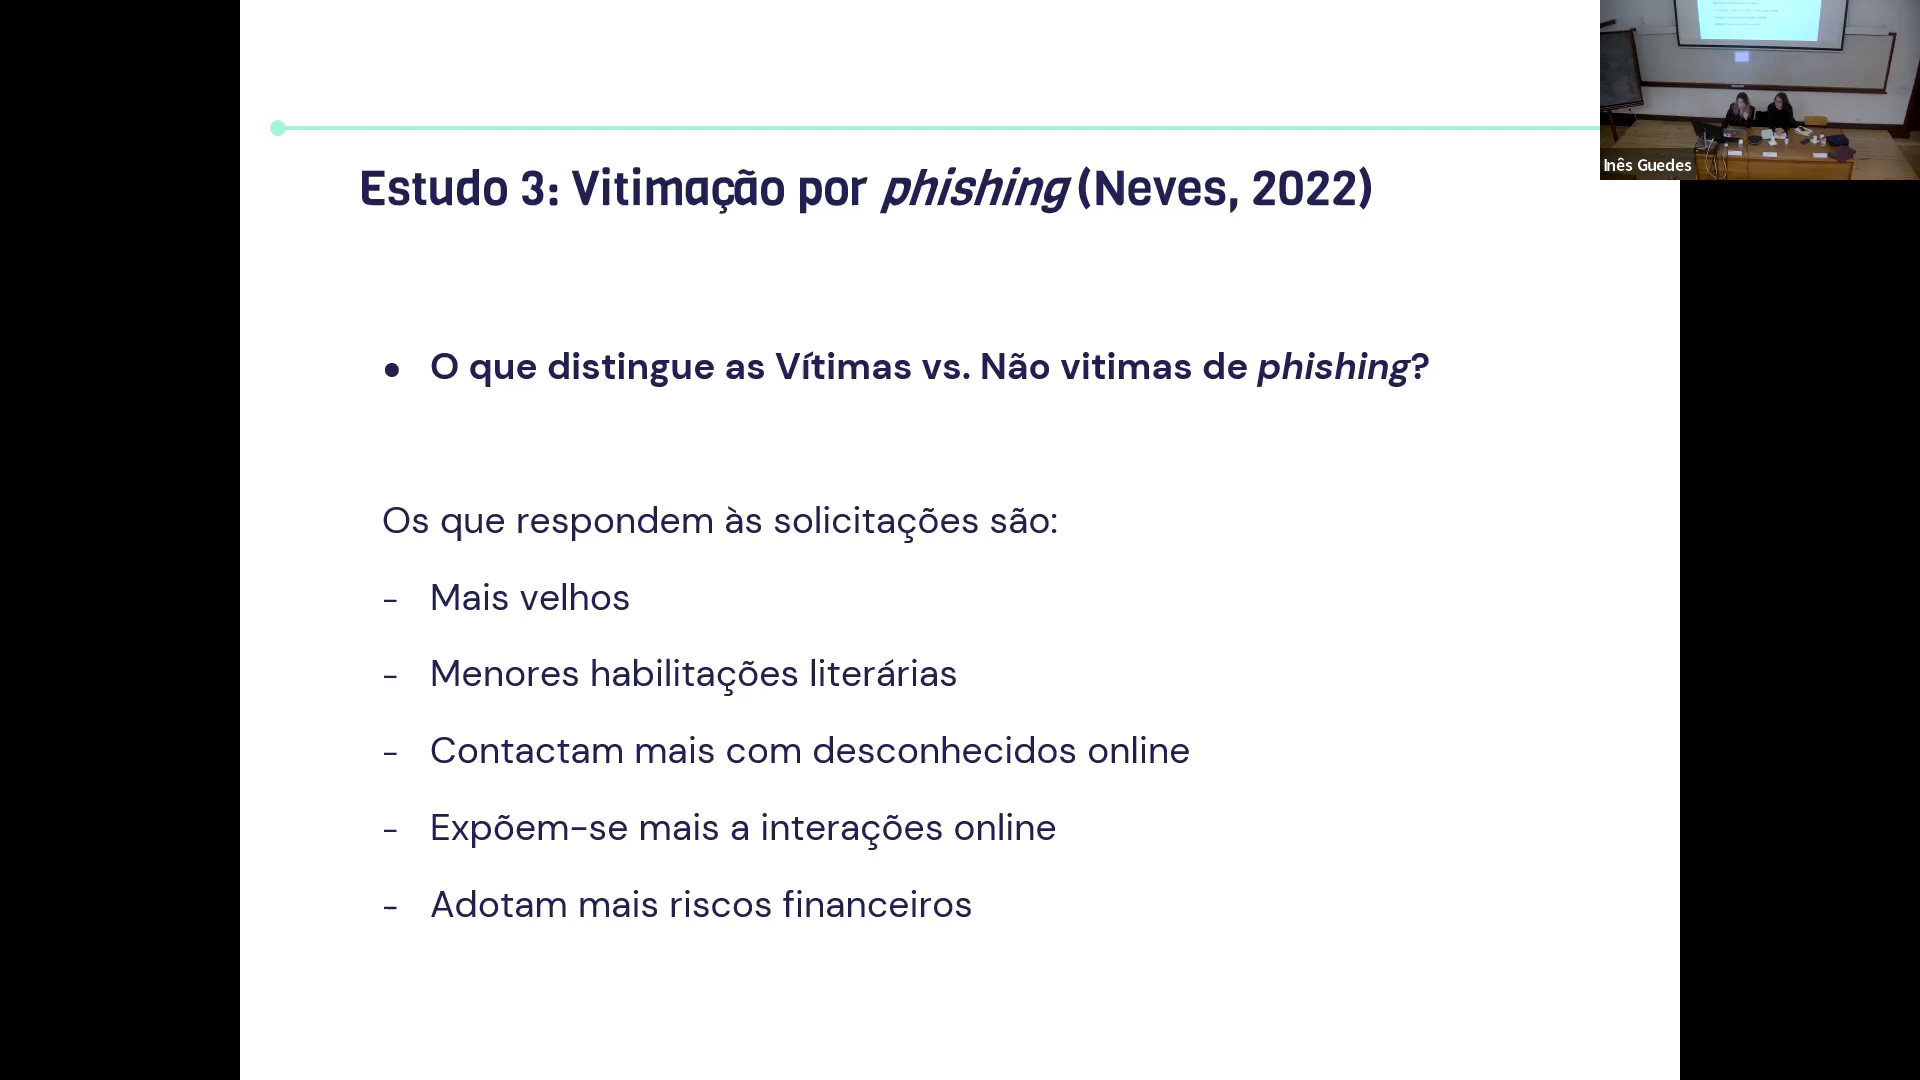 Estudo 3: Vitimação por phishing (Neves, 2022)
● O que distingue as Vítimas vs. Não vitimas de phishing?
Os que respondem às solicitações são:
- Mais velhos
- Menores habilitações literárias
- Contactam mais com desconhecidos online
- Expõem-se mais a interações online
- Adotam mais riscos financeiros
Inês Guedes